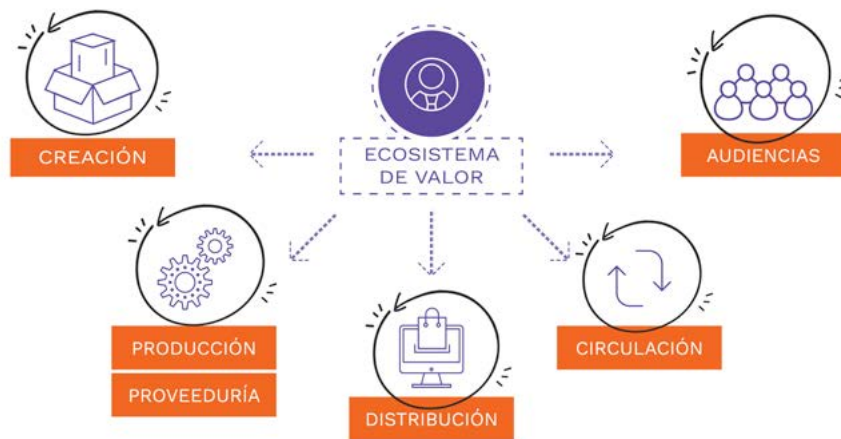 ECOSISTEMA
DE VALOR
CREACIÓN
AUDIENCIAS
PRODUCCIÓN
PROVEEDURÍA
DISTRIBUCIÓN
CIRCULACIÓN